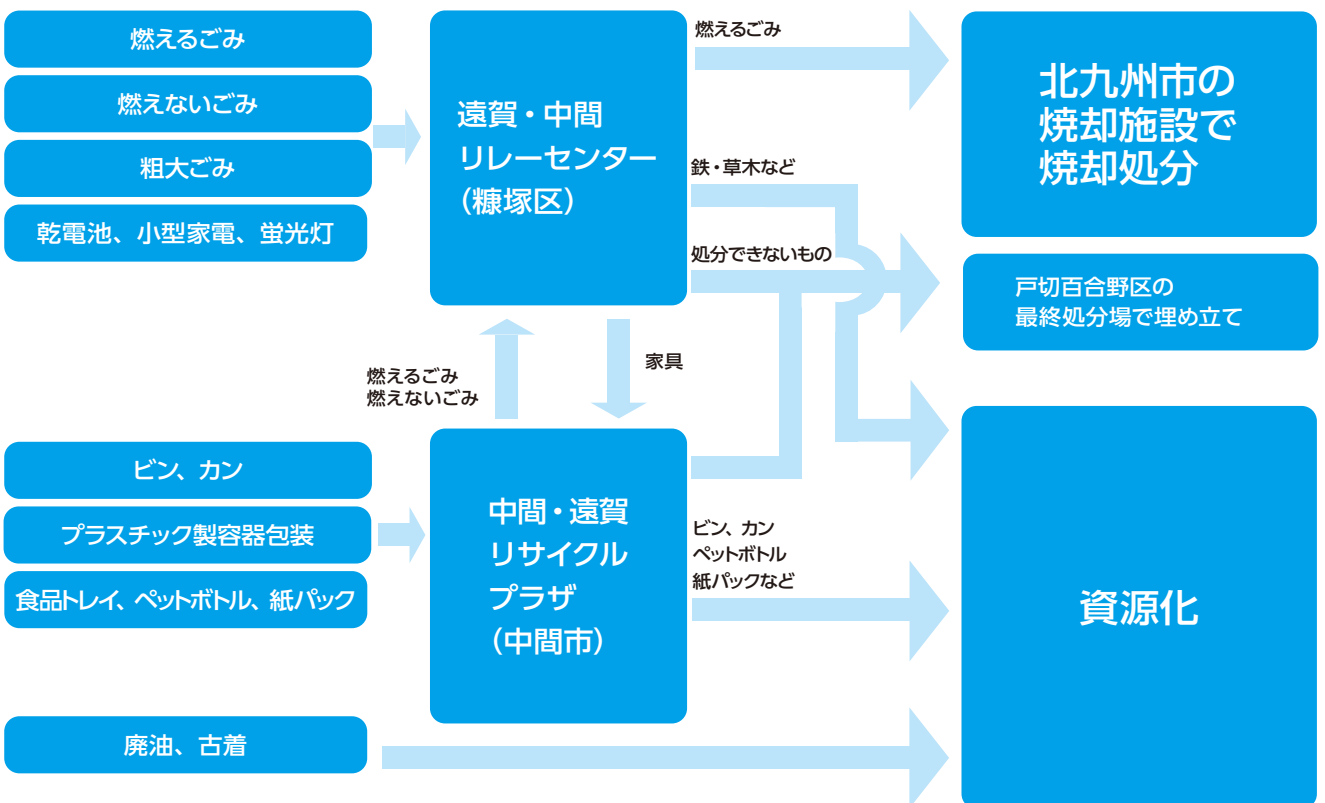 燃えるごみ
燃えないごみ
粗大ごみ
乾電池、小型家電、蛍光灯
遠賀・中間
リレーセンター
(糠塚区)
燃えるごみ
鉄・草木など
処分できないもの
北九州市の
焼却施設で
焼却処分
戸切百合野区の
最終処分場で埋め立て
燃えるごみ
燃えないごみ
家具
ビン、カン
プラスチック製容器包装
食品トレイ、ペットボトル、紙パック
中間・遠賀
リサイクル
プラザ
(中間市)
ビン、カン
ペットボトル
紙パックなど
資源化
廃油、古着